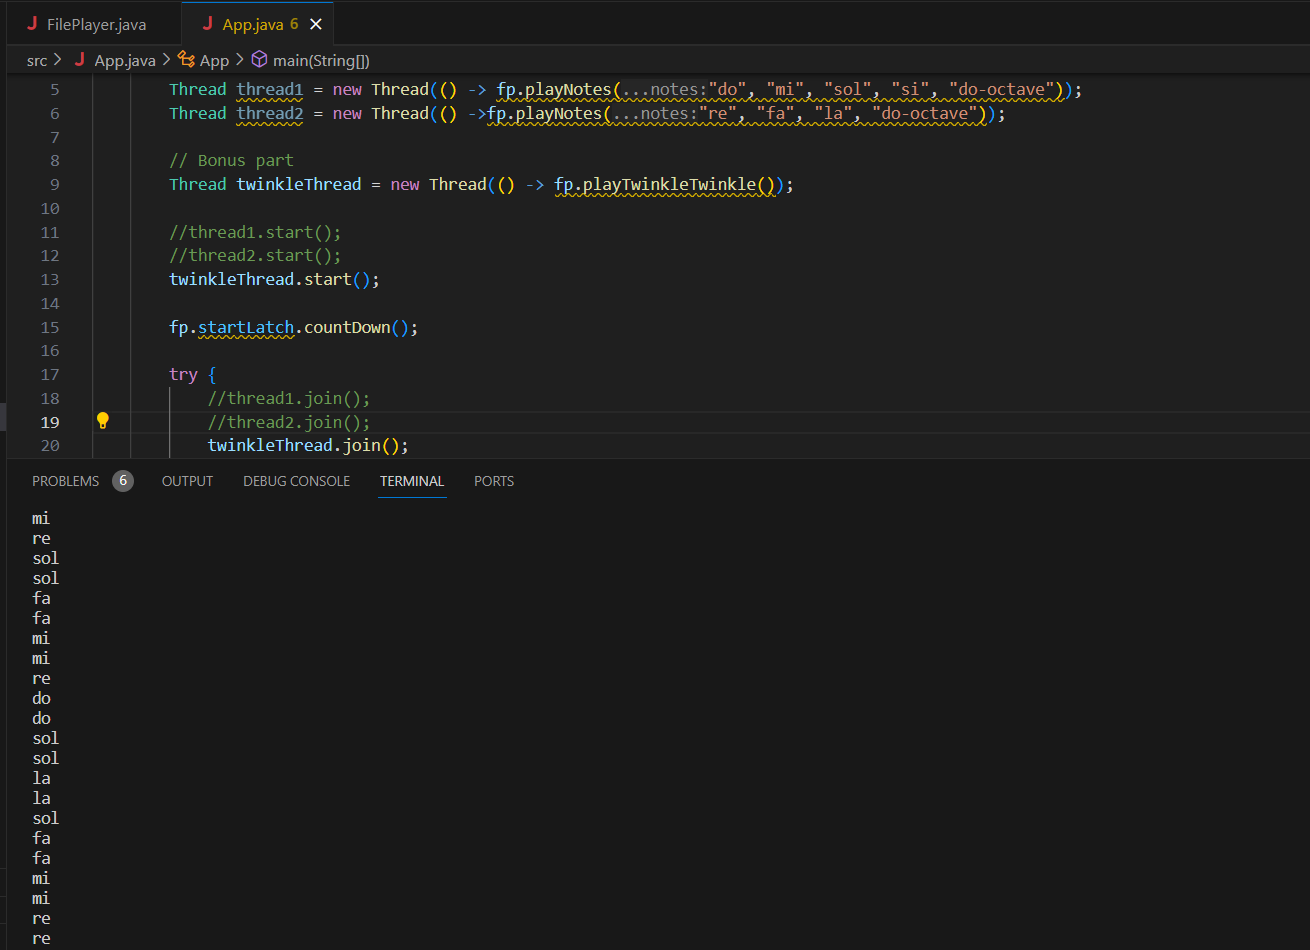 FilePlayer.java App.java 6
src > App.java > App > main(String[])
5 Thread thread1 = new Thread(() -> fp.playNotes(...notes:"do", "mi", "sol", "si", "do-octave"));
6 Thread thread2 = new Thread(() ->fp.playNotes(...notes:"re", "fa", "la", "do-octave"));
7
8 // Bonus part
9 Thread twinkleThread = new Thread(() -> fp.playTwinkleTwinkle());
10
11 //thread1.start();
12 //thread2.start();
13 twinkleThread.start();
14
15 fp.startLatch.countDown();
16
17 try {
18 //thread1.join();
19 //thread2.join();
20 twinkleThread.join();
PROBLEMS 6 OUTPUT DEBUG CONSOLE TERMINAL PORTS
mi
re
sol
sol
fa
fa
mi
mi
re
do
do
sol
sol
la
la
sol
fa
fa
mi
mi
re
re